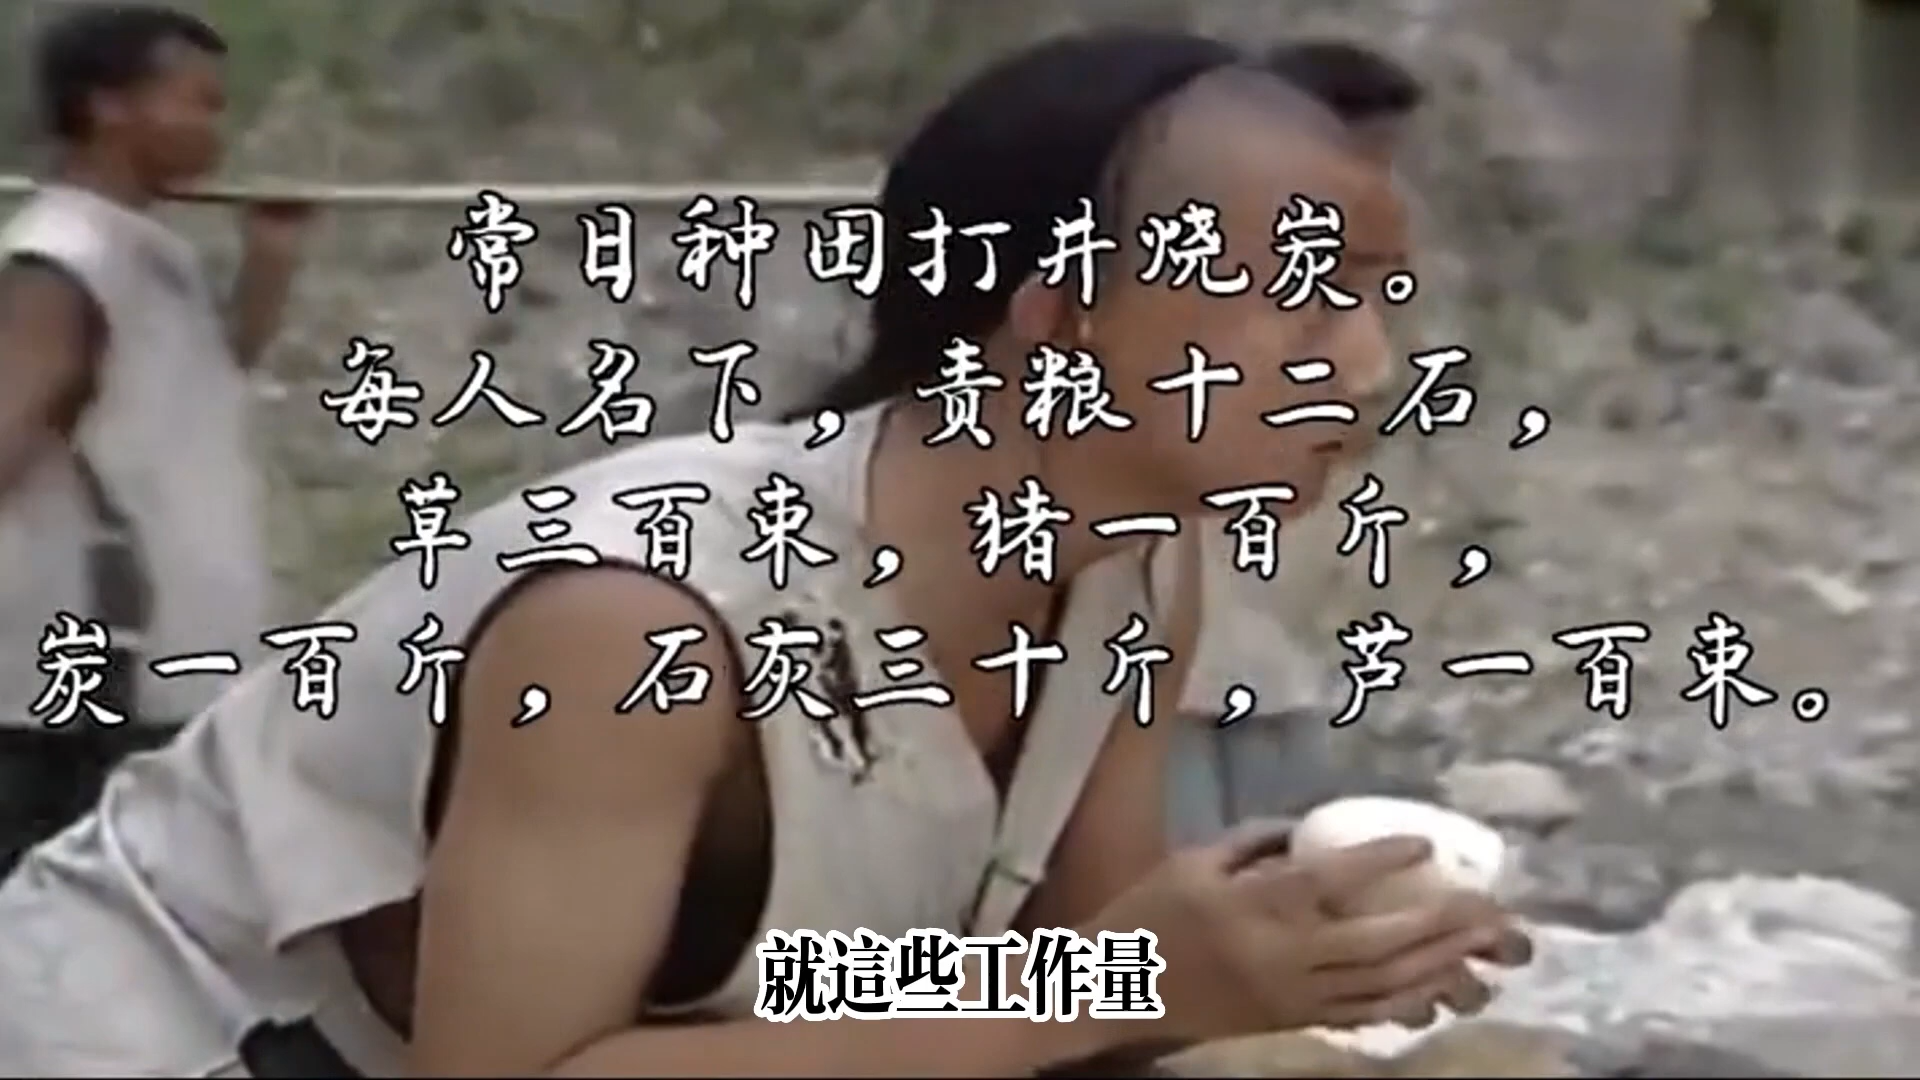 常日种田打井烧炭。
每人名下，责粮十二石，
草三百束，猪一百斤，
炭一百斤，石灰三十斤，芦一百束。
就這些工作量